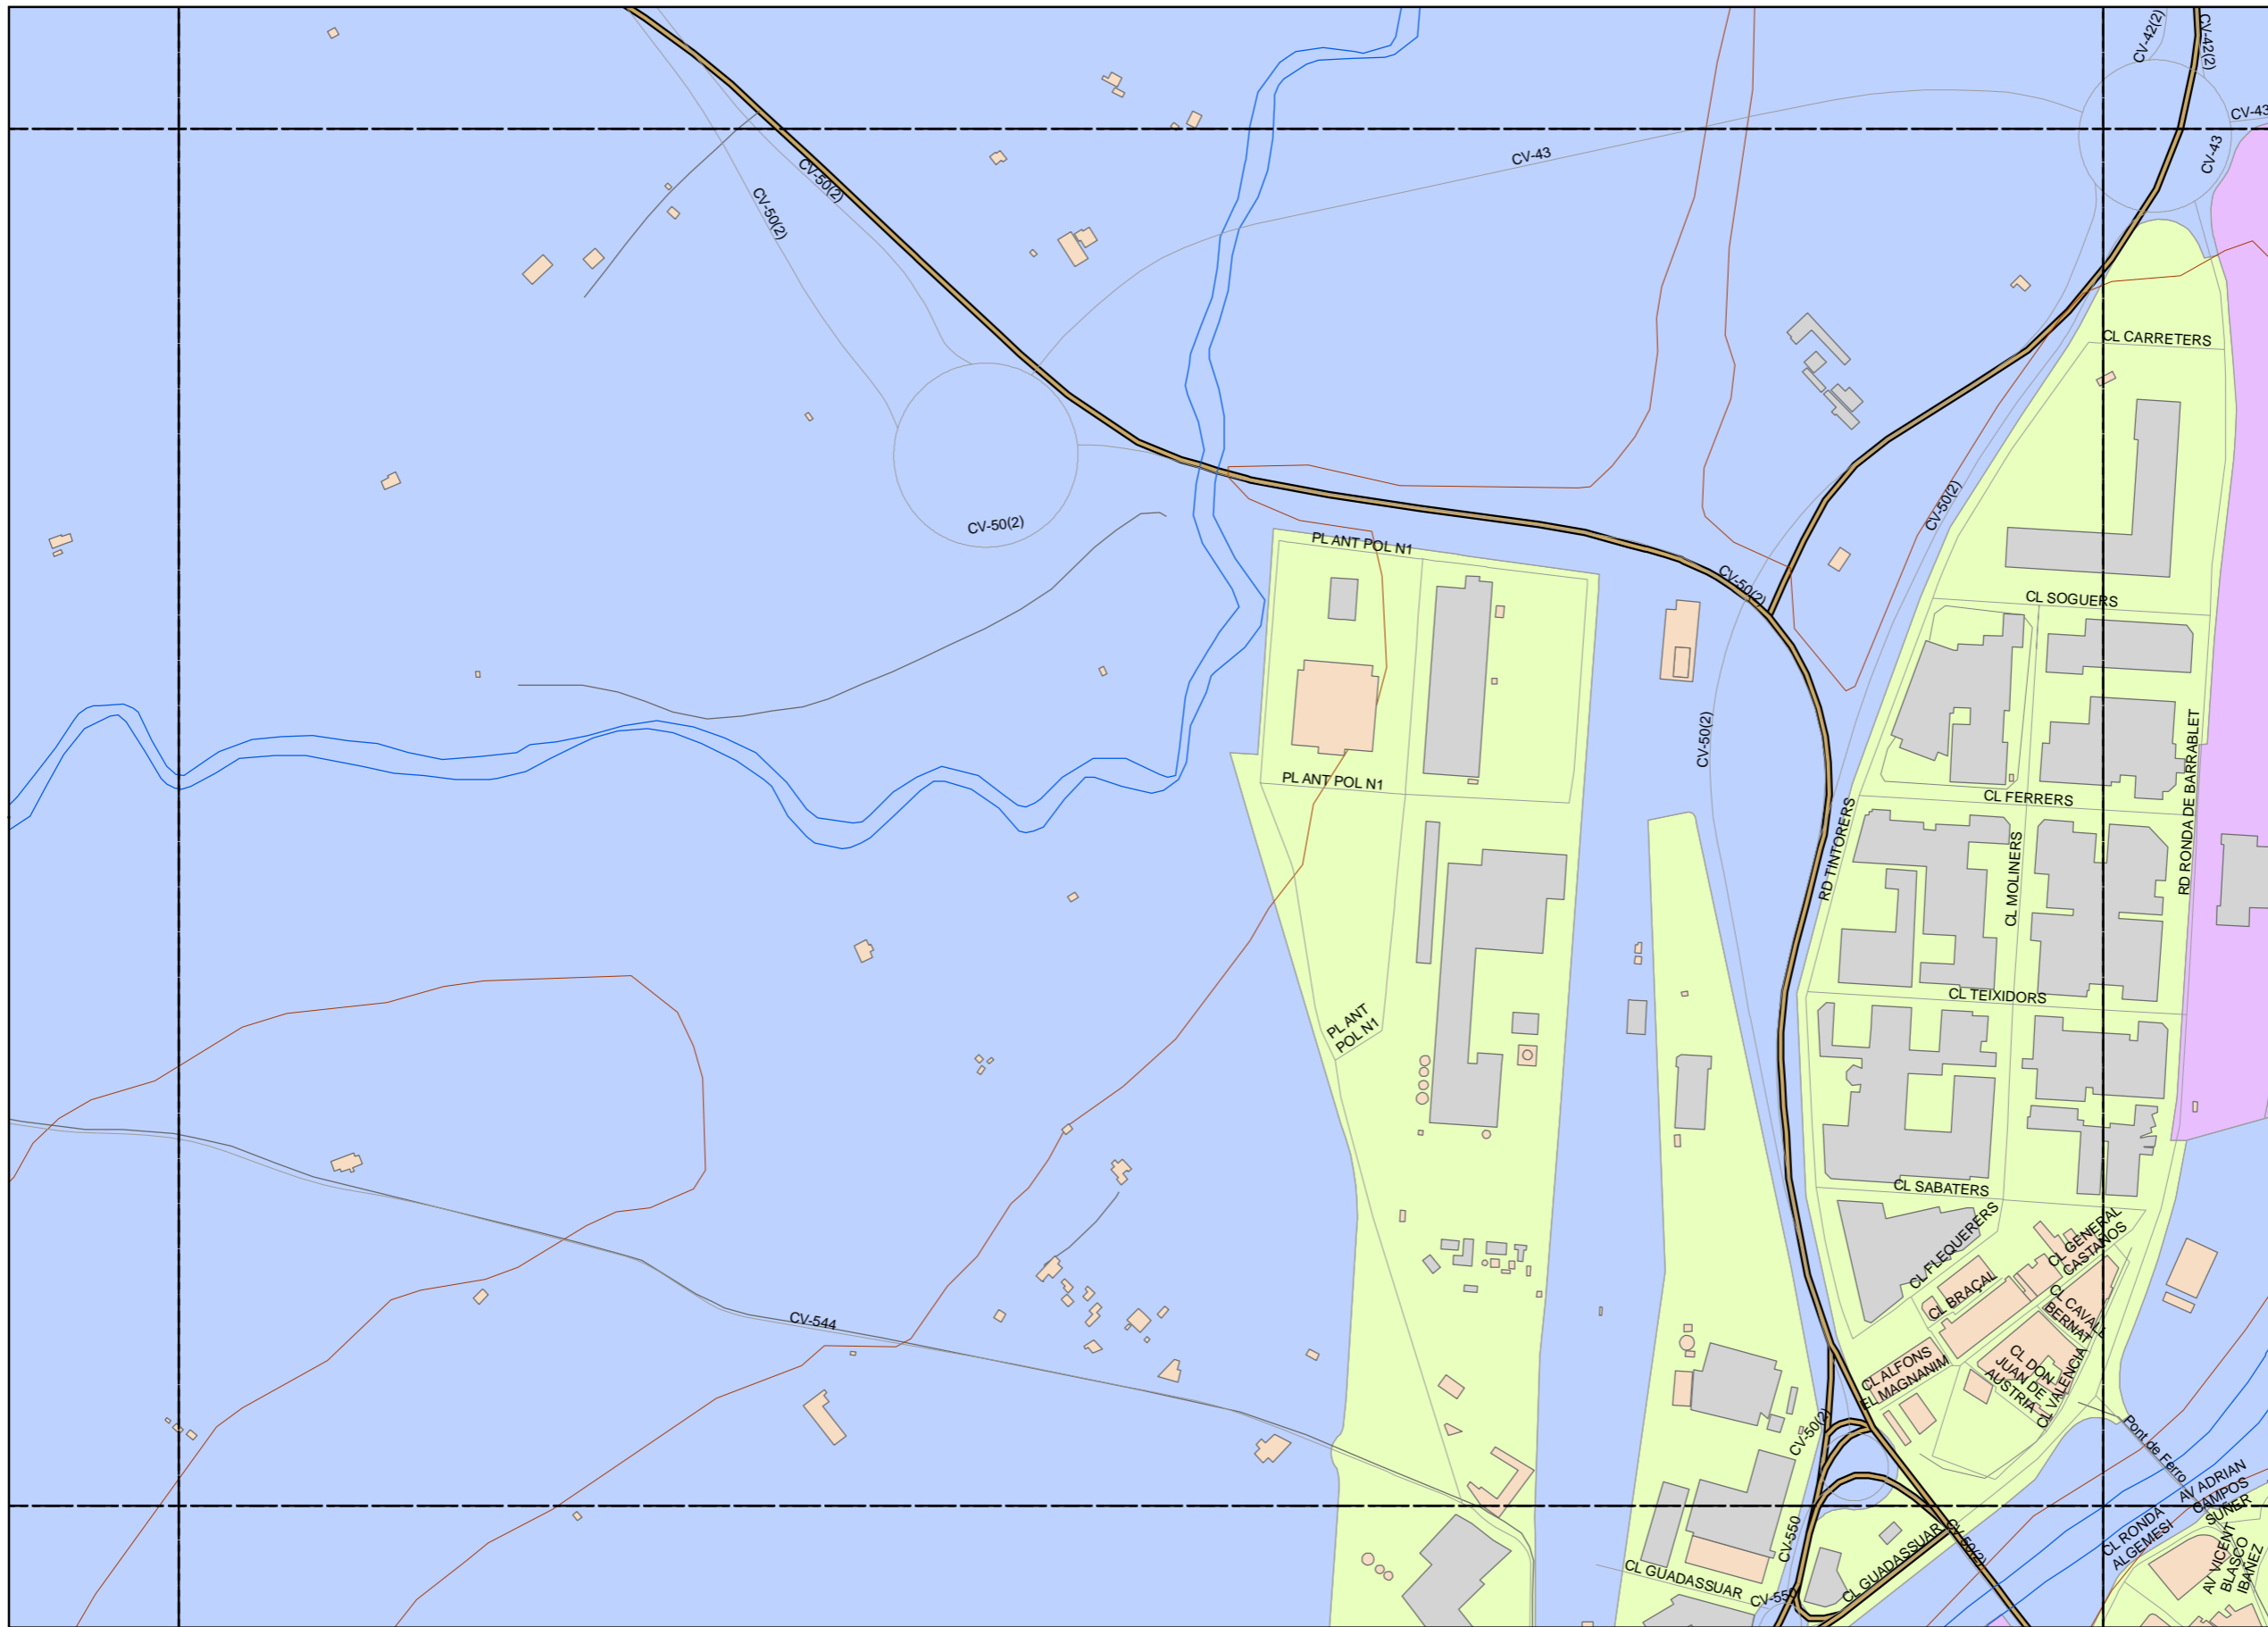 CV-42(2)
CV-42(2)
CV-43
CV-43
CV-43
CV-50(2)
CV-50(2)
CL CARRETERS
CV-50(2)
CV-50(2)
PL ANT POL N1
CV-50(2)
CL SOGUERS
CV-50(2)
PL ANT POL N1
CL FERRERS
RD RONDA DE BARRABLET
RD TINTORERS
CL MOLINERS
CL TEIXIDORS
PL ANT
POL N1
CL SABATERS
CL FLEQUERERS
CL GENERAL
CASTAÑOS
CL BRAÇAL
CL CAVALL
BERNAT
CV-544
CL ALFONS
EL MAGNANIM
CL DON
JUAN DE
AUSTRIA
CL VALENCIA
CV-50(2)
Pont de Ferro
AV ADRIAN
CAMPOS
SUÑER
CV-550
CV-50(2)
CL RONDA
ALGEMESI
CL GUADASSUAR
CL GUADASSUAR
CV-550
AV VICENT
BLASCO
IBAÑEZ